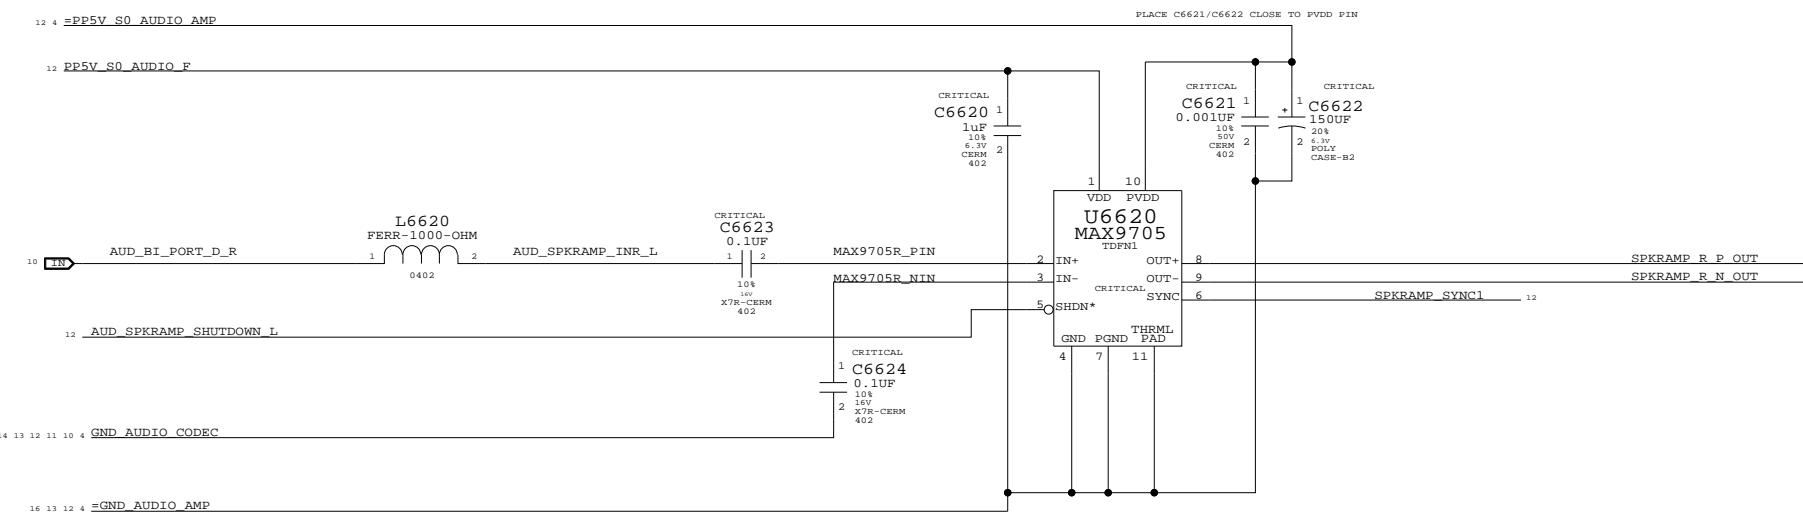 PLACE C6621/C6622 CLOSE TO PVDD PIN
12 4 =PP5V_S0_AUDIO_AMP
12 PP5V_S0_AUDIO_F
CRITICAL
C6620 1
1uF
10%
6.3V
CERM
402
2
CRITICAL
C6621 1
0.001UF
10%
50V
CERM
402
2
CRITICAL
+ 1 C6622
150UF
20%
6.3V
POLY
CASE-B2
2
1 10
VDD PVDD
U6620
MAX9705
TDFN1
CRITICAL
L6620
FERR-1000-OHM
1 2
0402
CRITICAL
C6623
0.1UF
1 2
10%
16V
X7R-CERM
402
10 IN AUD_BI_PORT_D_R
AUD_SPKRAMP_INR_L
MAX9705R_PIN
2 IN+
OUT+ 8
SPKRAMP_R_P_OUT
MAX9705R_NIN
3 IN-
OUT- 9
SPKRAMP_R_N_OUT
SYNC 6
SPKRAMP_SYNC1 12
5 SHDN*
12 AUD_SPKRAMP_SHUTDOWN_L
THRML
GND PGND PAD
4 7 11
CRITICAL
1 C6624
0.1UF
10%
16V
X7R-CERM
402
2
14 13 12 11 10 4 GND_AUDIO_CODEC
16 13 12 4 =GND_AUDIO_AMP